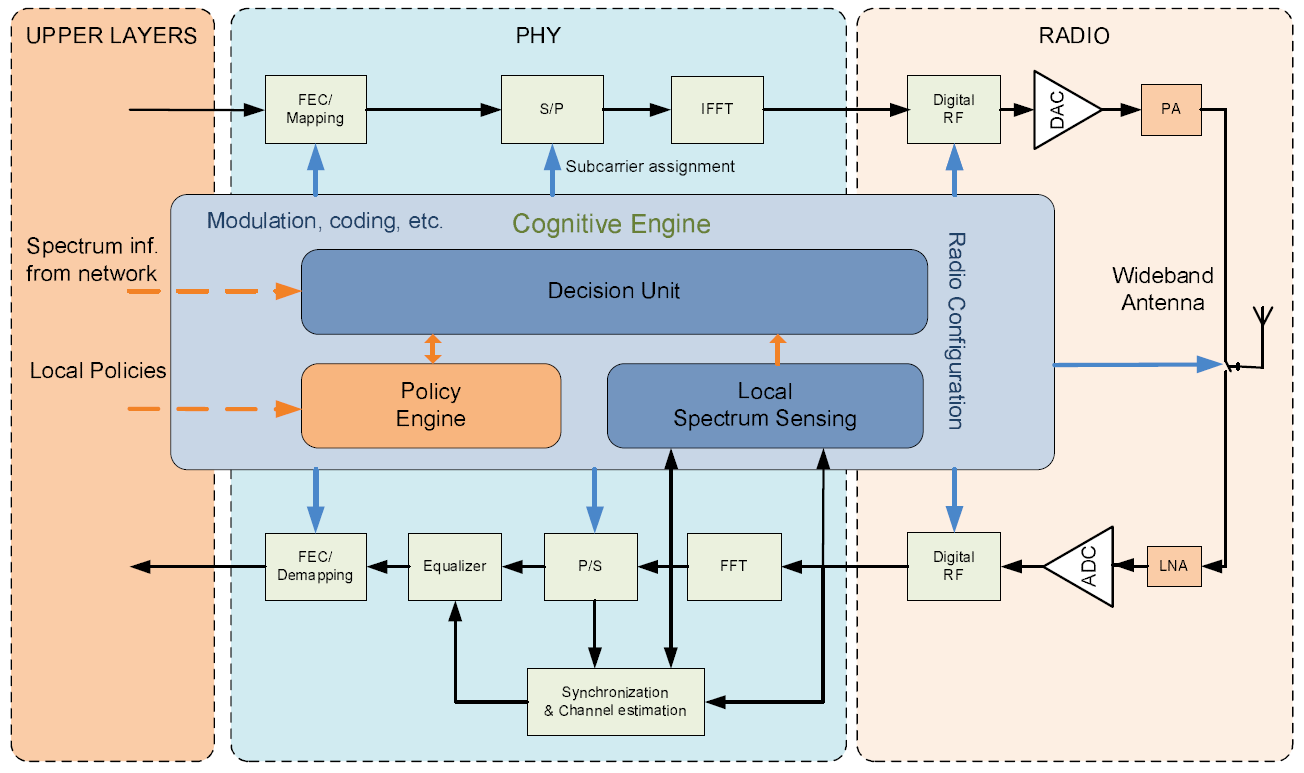 UPPER LAYERS
PHY
RADIO
FEC/
Mapping
S/P
IFFT
Digital
RF
DAC
PA
Subcarrier assignment
Modulation, coding, etc.
Cognitive Engine
Spectrum inf.
from network
Decision Unit
Radio Configuration
Wideband
Antenna
Local Policies
Policy
Engine
Local
Spectrum Sensing
FEC/
Demapping
Equalizer
P/S
FFT
Digital
RF
ADC
LNA
Synchronization
& Channel estimation